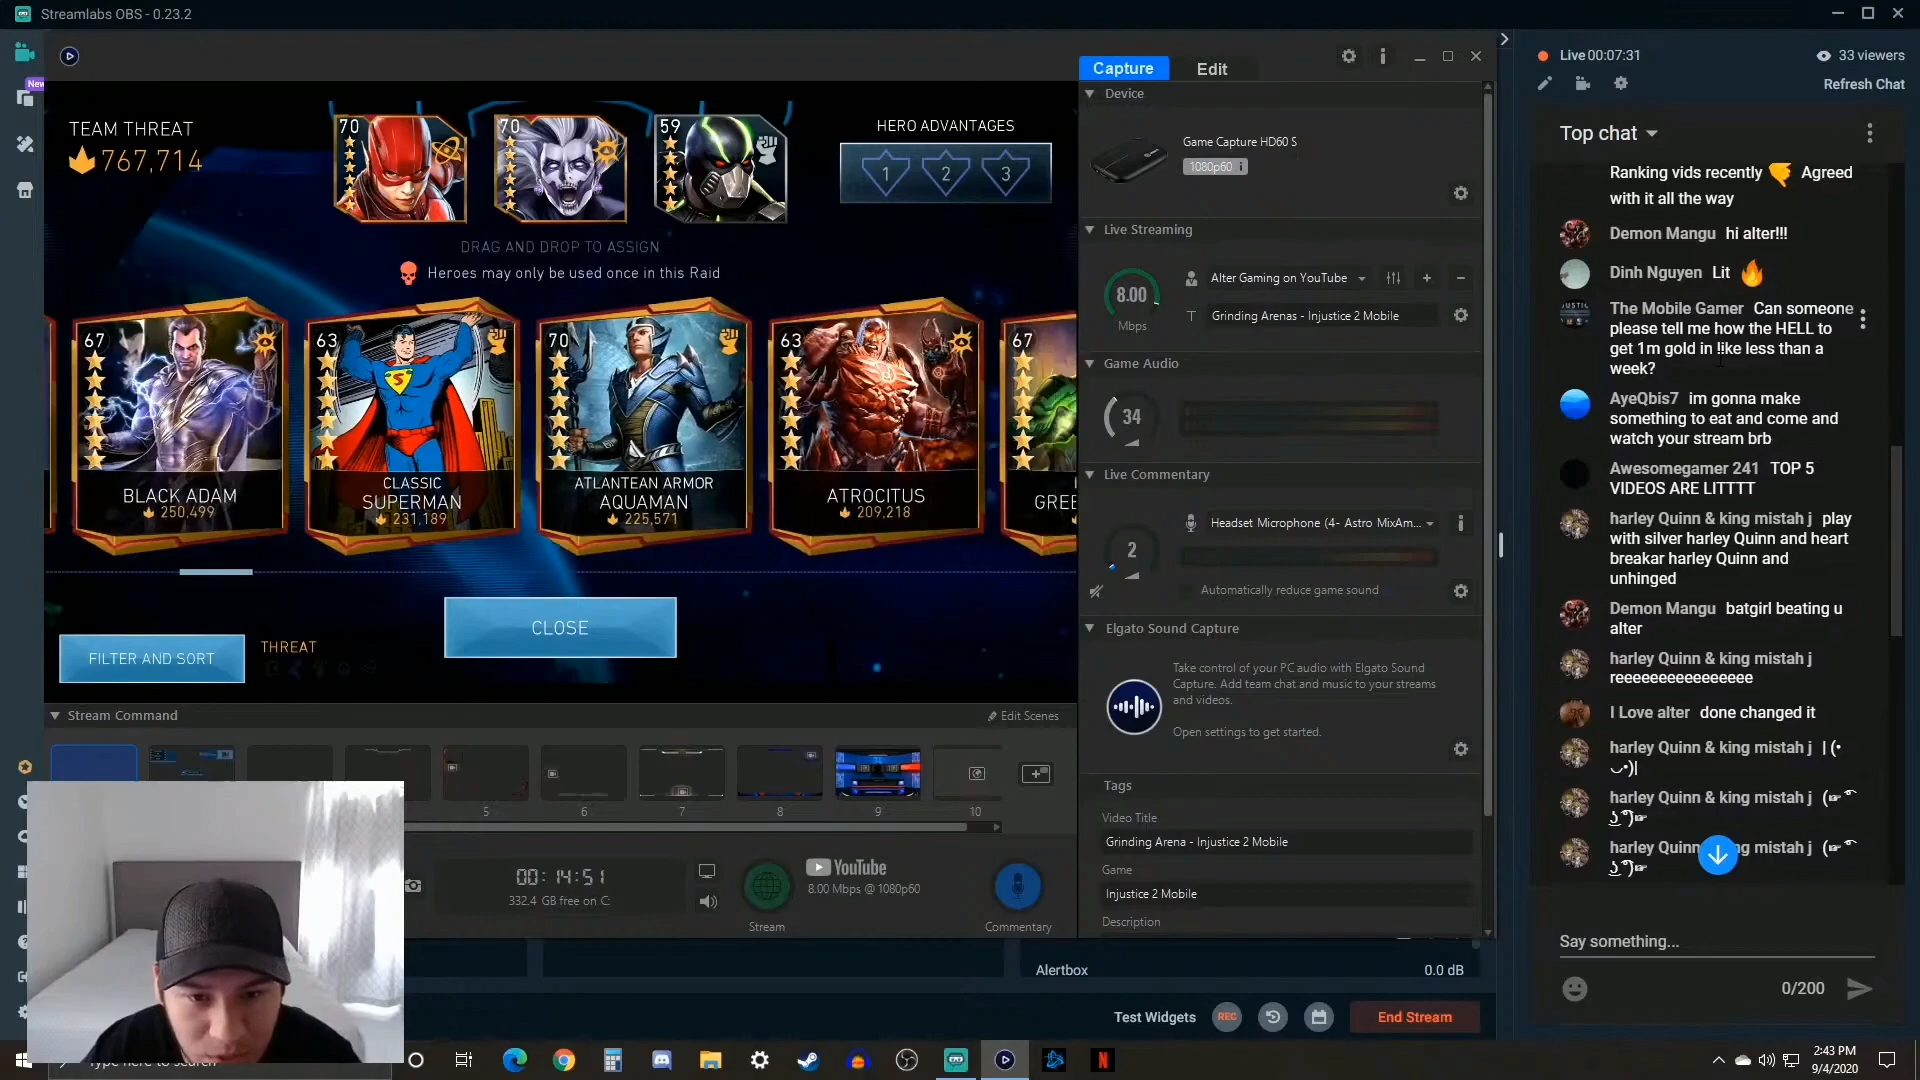 Streamlabs OBS - 0.23.2
New
Capture
Edit
TEAM THREAT
767,714
70
70
59
HERO ADVANTAGES
1
2
3
DRAG AND DROP TO ASSIGN
Heroes may only be used once in this Raid
67
BLACK ADAM
250,499
63
CLASSIC
SUPERMAN
231,189
70
ATLANTEAN ARMOR
AQUAMAN
225,571
63
ATROCITUS
209,218
67
GREE
CLOSE
FILTER AND SORT
THREAT
Device
Game Capture HD60 S
1080p60 i
Live Streaming
8.00
Mbps
Alter Gaming on YouTube
T
Grinding Arenas - Injustice 2 Mobile
Game Audio
34
Live Commentary
2
Headset Microphone (4- Astro MixAm...
Automatically reduce game sound
Elgato Sound Capture
Take control of your PC audio with Elgato Sound
Capture. Add team chat and music to your streams
and videos.
Open settings to get started.
Tags
Video Title
Grinding Arena - Injustice 2 Mobile
Game
Injustice 2 Mobile
Description
Stream Command
Edit Scenes
5
6
7
8
9
10
00:14:51
332.4 GB free on C:
Stream
YouTube
8.00 Mbps @ 1080p60
Commentary
Alertbox
0.0 dB
Test Widgets
REC
End Stream
Live 00:07:31
33 viewers
Refresh Chat
Top chat
Ranking vids recently 🤜 Agreed
with it all the way
Demon Mangu hi alter!!!
Dinh Nguyen Lit 🔥
The Mobile Gamer Can someone
please tell me how the HELL to
get 1m gold in like less than a
week?
AyeQbis7 im gonna make
something to eat and come and
watch your stream brb
Awesomegamer 241 TOP 5
VIDEOS ARE LITTTT
harley Quinn & king mistah j play
with silver harley Quinn and heart
breakar harley Quinn and
unhinged
Demon Mangu batgirl beating u
alter
harley Quinn & king mistah j
reeeeeeeeeeeeeeee
I Love alter done changed it
harley Quinn & king mistah j | (•
◡•)|
harley Quinn & king mistah j (☞ ͡°
͜ʖ ͡°)☞
harley Quinn mistah j (☞ ͡°
͜ʖ ͡°)☞
Say something...
0/200
2:43 PM
9/4/2020